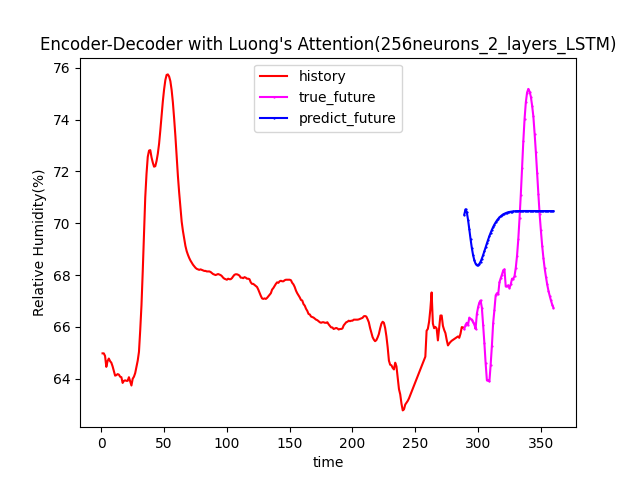 Encoder-Decoder with Luong's Attention(256neurons_2_layers_LSTM)
history
true_future
predict_future
Relative Humidity(%)
76
74
72
70
68
66
64
0 50 100 150 200 250 300 350
time